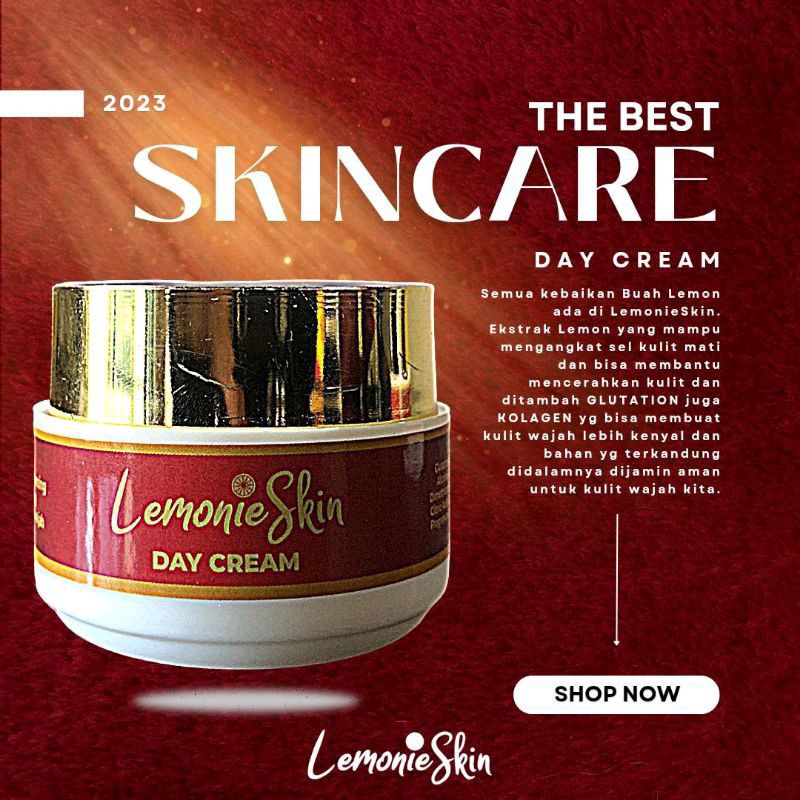 2023
THE BEST
SKINCARE
DAY CREAM
Semua kebaikan Buah Lemon
ada di LemonieSkin.
Ekstrak Lemon yang mampu
mengangkat sel kulit mati
dan bisa membantu
mencerahkan kulit dan
ditambah GLUTATION juga
KOLAGEN yg bisa membuat
kulit wajah lebih kenyal dan
bahan yg terkandung
didalamnya dijamin aman
untuk kulit wajah kita.
LemonieSkin
DAY CREAM
SHOP NOW
LemonieSkin